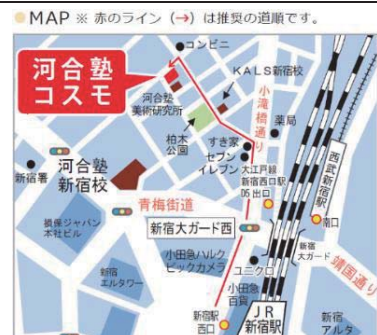 MAP ※ 赤のライン（→）は推奨の道順です。
コンビニ
河合塾
コスモ
KALS新宿校
河合塾
美術研究所
小滝橋通り
薬局
柏木
公園
すき家
セブン
イレブン
西武新宿駅
大江戸線
新宿西口駅
D5 出口
河合塾
新宿校
新宿署
青梅街道
南口
損保ジャパン
本社ビル
新宿大ガード西
新宿
大ガード
靖国通り
新宿
エルタワー
小田急ハルク
ビックカメラ
ユニクロ
小田急
百貨
新宿駅
西口
JR
新宿駅
新宿
アルタ